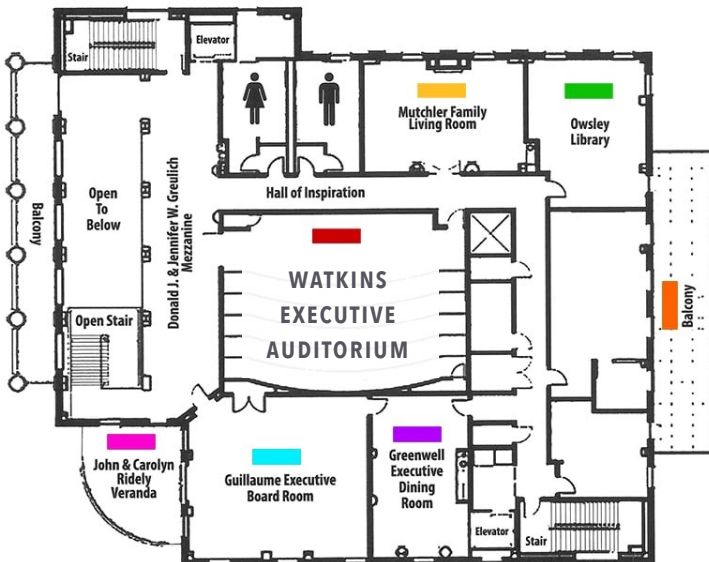 Stair
Elevator
Mutchler Family
Living Room
Owsley
Library
Hall of Inspiration
Open
To
Below
Balcony
Donald J. & Jennifer W. Greulich
Mezzanine
WATKINS
EXECUTIVE
AUDITORIUM
Balcony
Open Stair
John & Carolyn
Ridely
Veranda
Guillaume Executive
Board Room
Greenwell
Executive
Dining
Room
Elevator
Stair